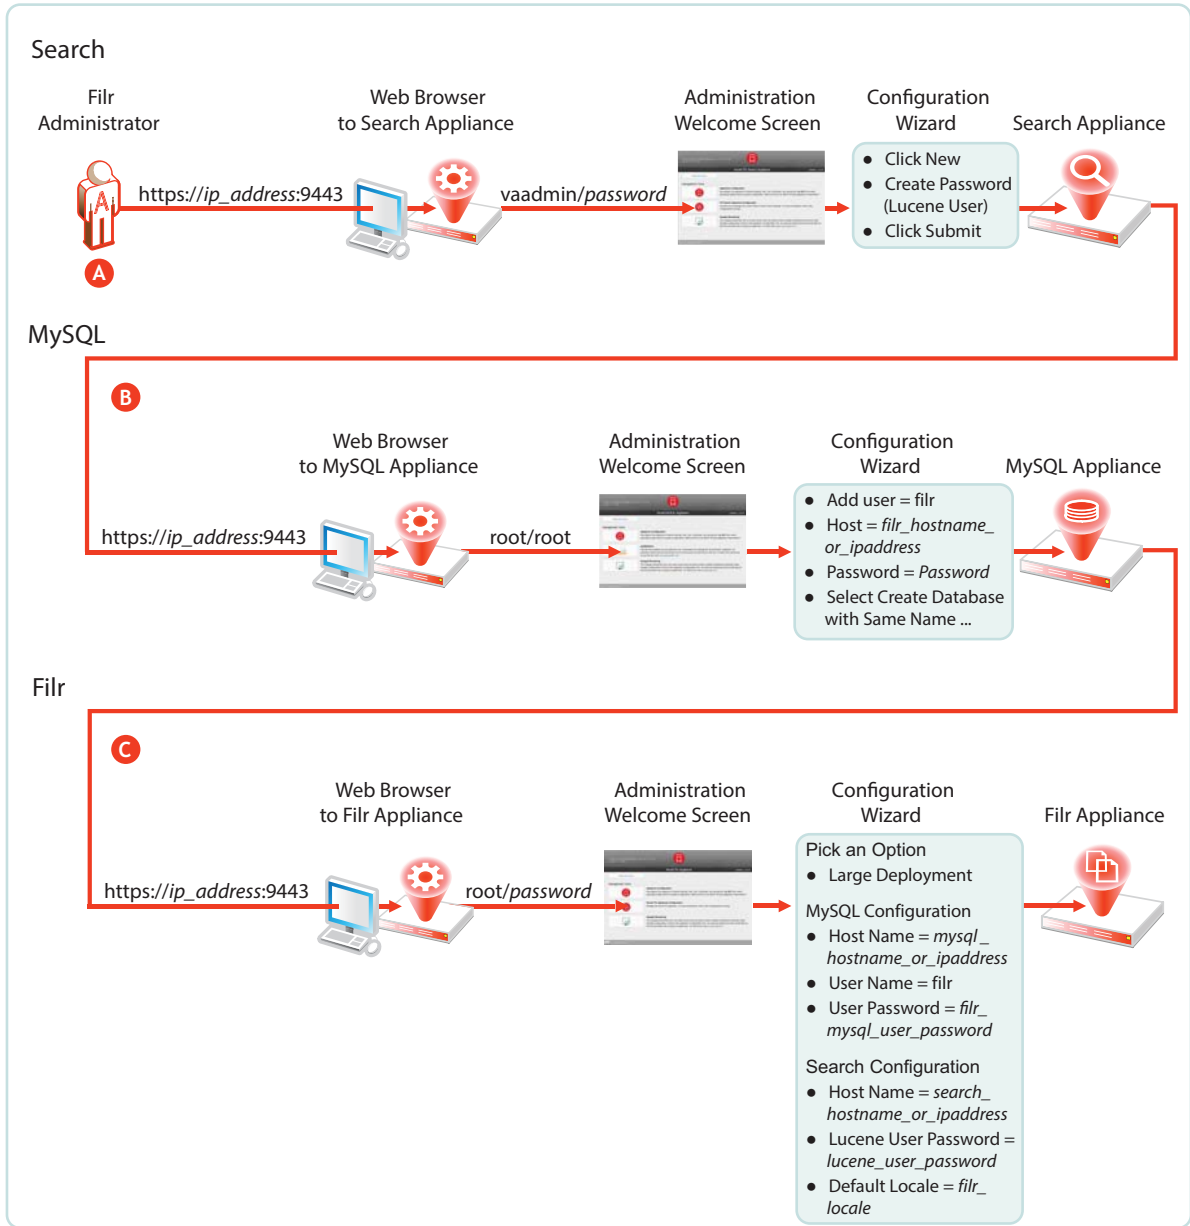 Search
Filr
Administrator
Web Browser
to Search Appliance
Administration
Welcome Screen
Configuration
Wizard
Search Appliance
https://ip_address:9443
vaadmin/password
● Click New
● Create Password
(Lucene User)
● Click Submit
A
A
MySQL
B
Web Browser
to MySQL Appliance
Administration
Welcome Screen
Configuration
Wizard
MySQL Appliance
https://ip_address:9443
root/root
● Add user = filr
● Host = filr_hostname_
or_ipaddress
● Password = Password
● Select Create Database
with Same Name ...
Filr
C
Web Browser
to Filr Appliance
Administration
Welcome Screen
Configuration
Wizard
Filr Appliance
https://ip_address:9443
root/password
Pick an Option
● Large Deployment
MySQL Configuration
● Host Name = mysql_
hostname_or_ipaddress
● User Name = filr
● User Password = filr_
mysql_user_password
Search Configuration
● Host Name = search_
hostname_or_ipaddress
● Lucene User Password =
lucene_user_password
● Default Locale = filr_
locale